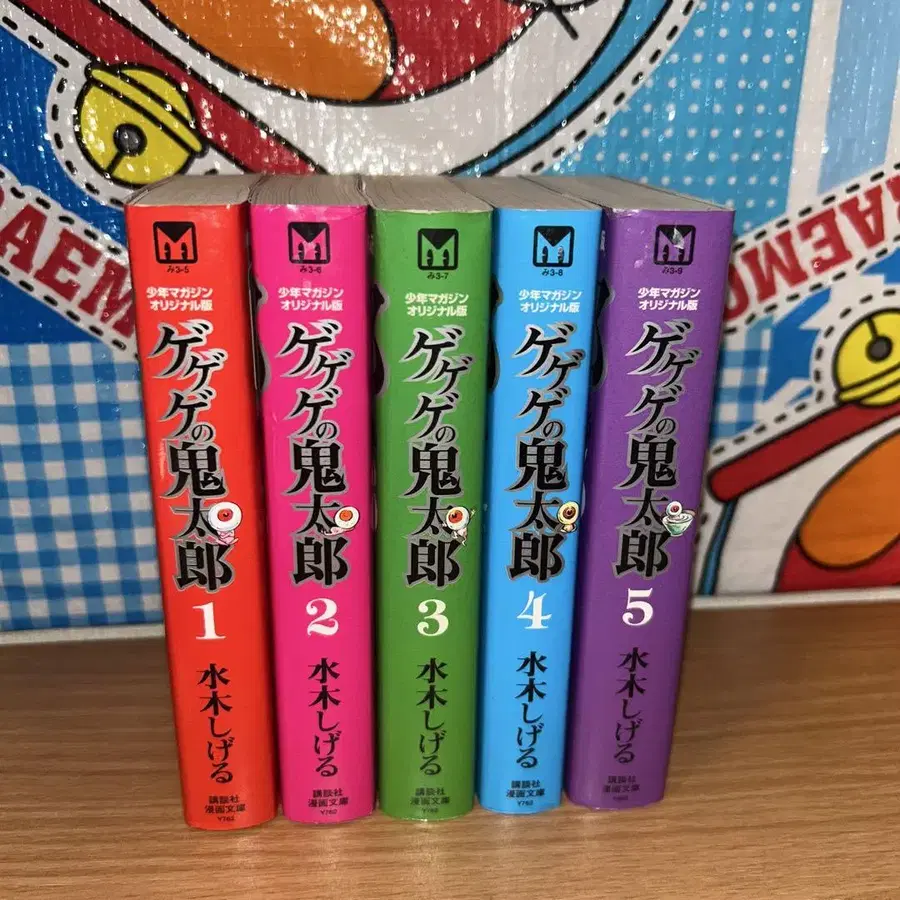 み3-5
少年マガジン
オリジナル版
ゲゲゲの鬼太郎
1
水木しげる
講談社
漫画文庫
み3-6
少年マガジン
オリジナル版
ゲゲゲの鬼太郎
2
水木しげる
講談社
漫画文庫
Y760
み3-7
少年マガジン
オリジナル版
ゲゲゲの鬼太郎
3
水木しげる
講談社
漫画文庫
み3-8
少年マガジン
オリジナル版
ゲゲゲの鬼太郎
4
水木しげる
講談社
漫画文庫
Y760
み3-9
少年マガジン
オリジナル版
ゲゲゲの鬼太郎
5
水木しげる
講談社
漫画文庫
AEM
RAEMO